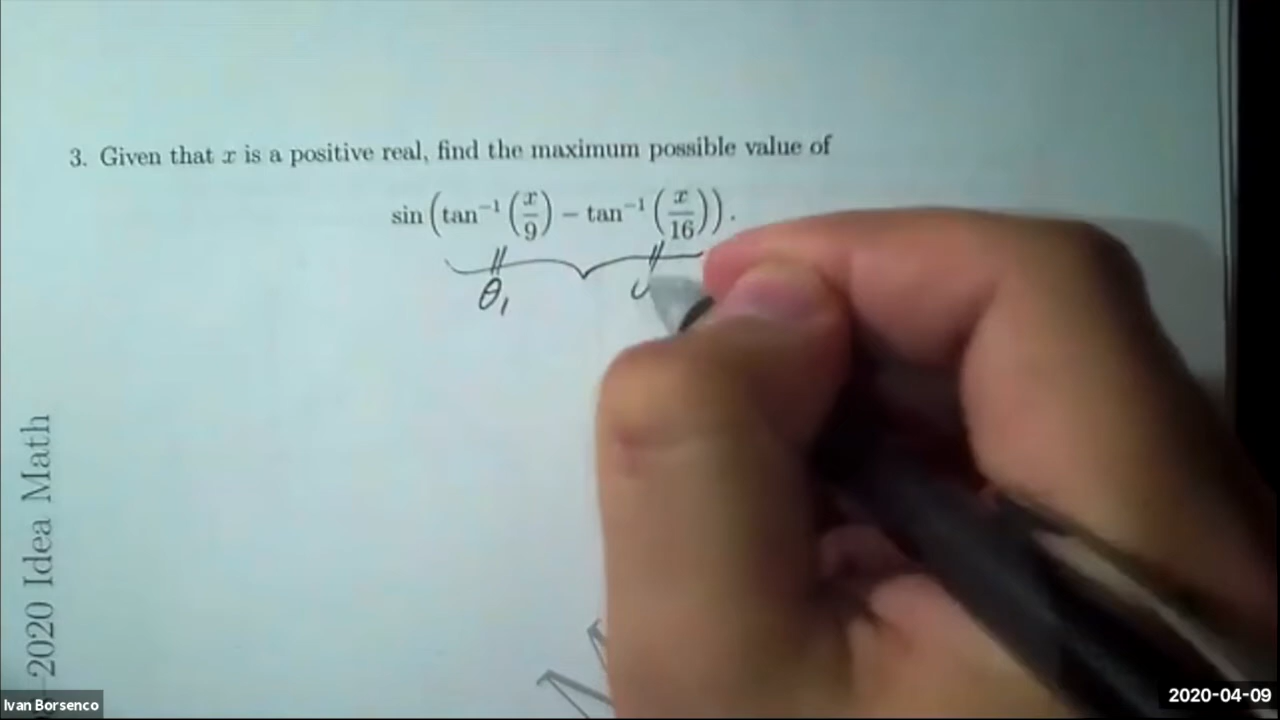 3. Given that x is a positive real, find the maximum possible value of
sin (tan⁻¹ (x/9) − tan⁻¹ (x/16)).
θ₁
2020 Idea Math
Ivan Borsenco
2020-04-09